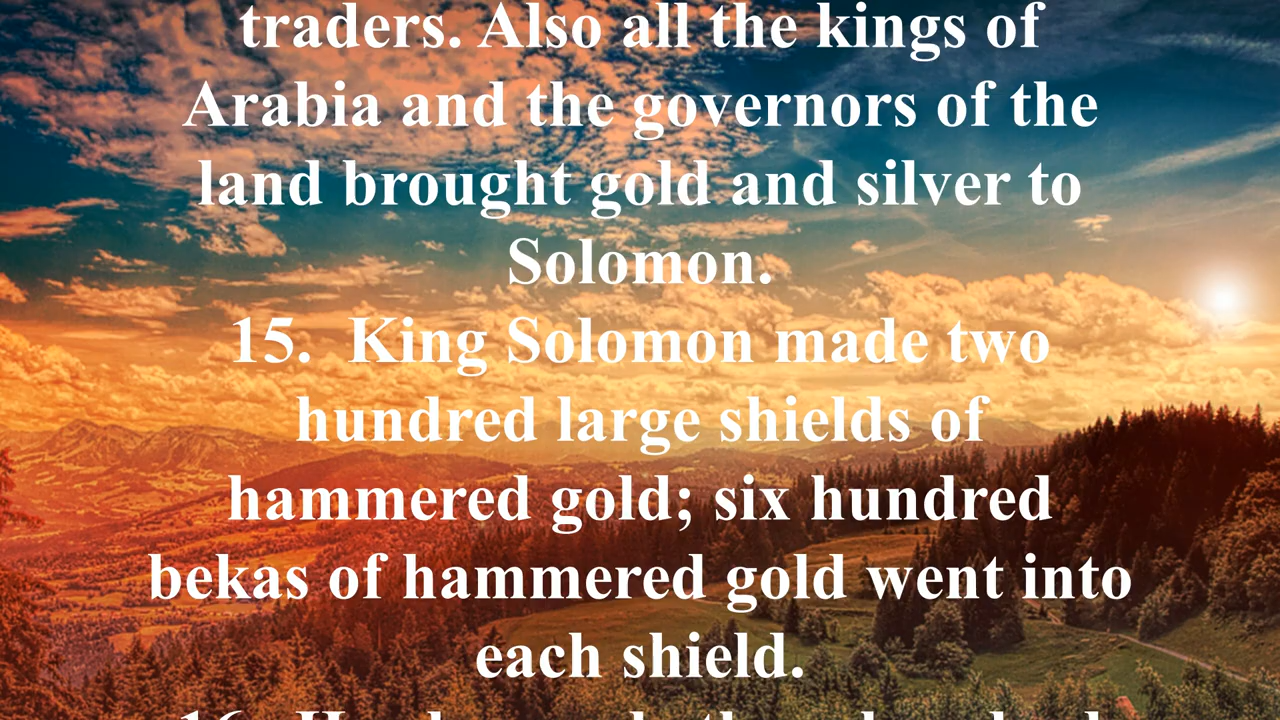 traders. Also all the kings of
Arabia and the governors of the
land brought gold and silver to
Solomon.
15.  King Solomon made two
hundred large shields of
hammered gold; six hundred
bekas of hammered gold went into
each shield.